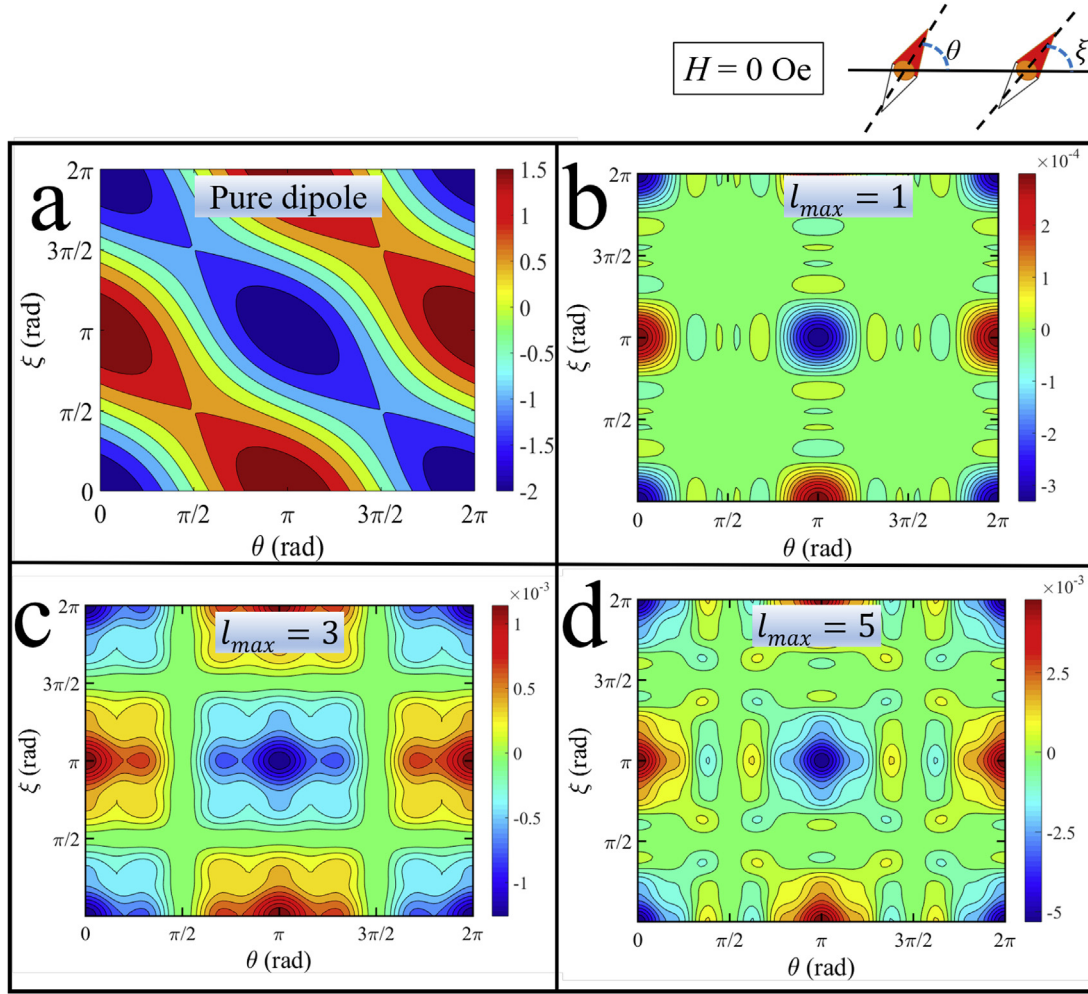 H = 0 Oe
θ
ξ
a
Pure dipole
2π
3π/2
π
π/2
0
ξ (rad)
0 π/2 π 3π/2 2π
θ (rad)
1.5
1
0.5
0
-0.5
-1
-1.5
-2
b
l_max = 1
×10⁻⁴
2π
3π/2
π
π/2
ξ (rad)
0 π/2 π 3π/2 2π
θ (rad)
2
1
0
-1
-2
-3
c
l_max = 3
×10⁻³
2π
3π/2
π
π/2
ξ (rad)
0 π/2 π 3π/2 2π
θ (rad)
1
0.5
0
-0.5
-1
d
l_max = 5
×10⁻³
2π
3π/2
π
π/2
ξ (rad)
0 π/2 π 3π/2 2π
θ (rad)
2.5
0
-2.5
-5